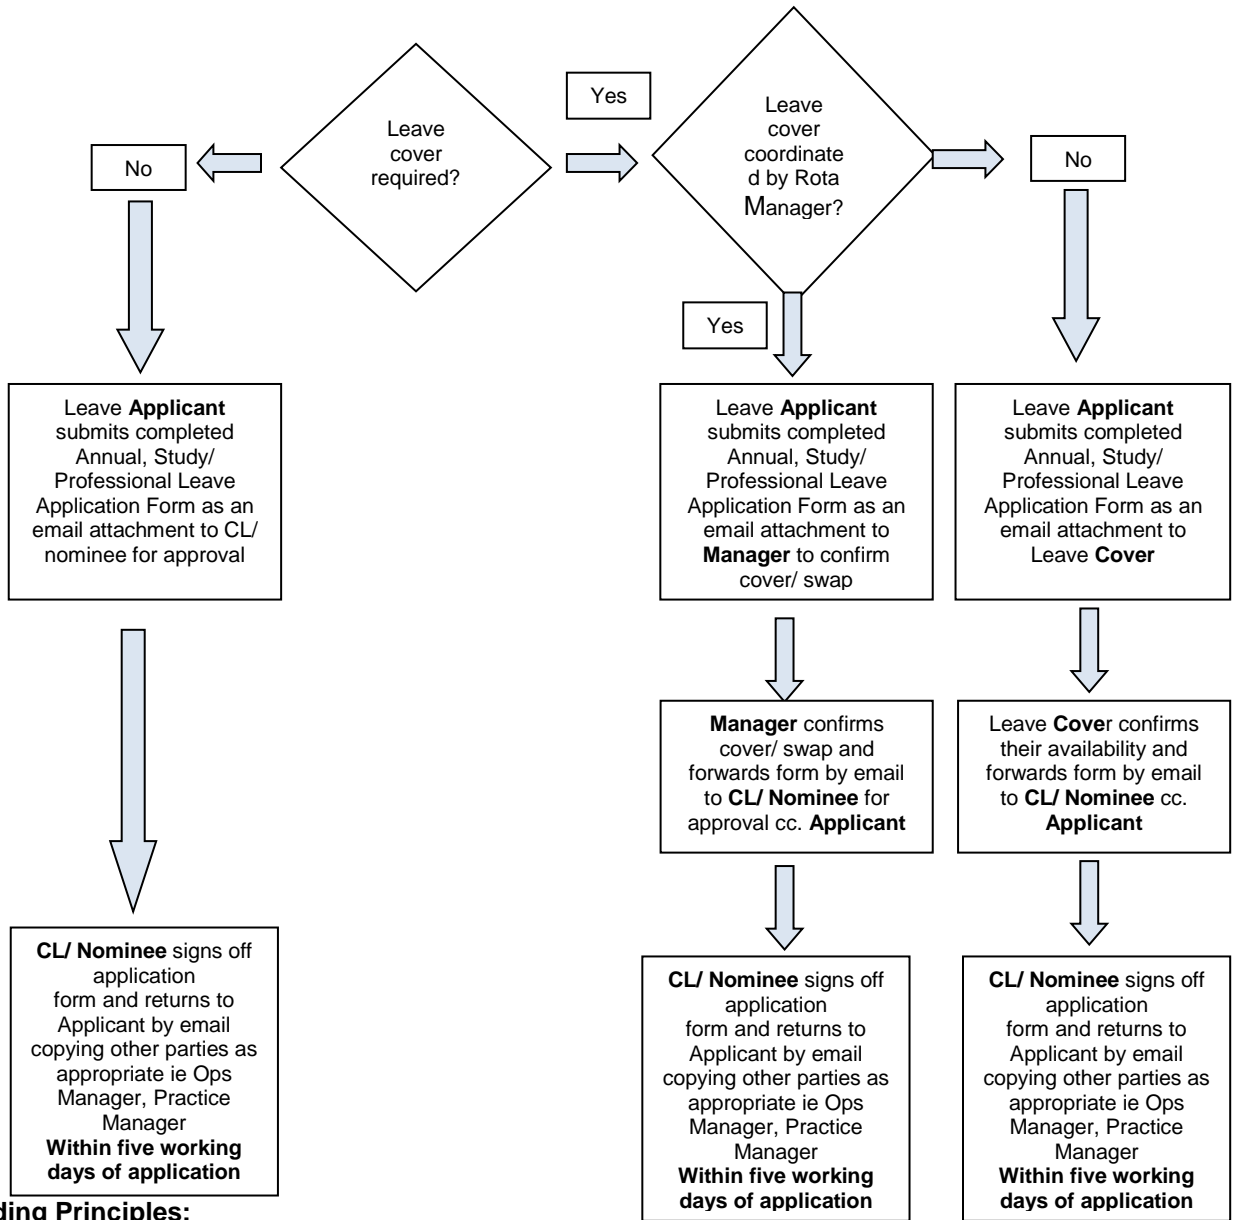 Yes
Leave
cover
required?
Leave
cover
coordinate
d by Rota
Manager?
No
No
Yes
Leave Applicant
submits completed
Annual, Study/
Professional Leave
Application Form as an
email attachment to CL/
nominee for approval
Leave Applicant
submits completed
Annual, Study/
Professional Leave
Application Form as an
email attachment to
Manager to confirm
cover/ swap
Leave Applicant
submits completed
Annual, Study/
Professional Leave
Application Form as an
email attachment to
Leave Cover
Manager confirms
cover/ swap and
forwards form by email
to CL/ Nominee for
approval cc. Applicant
Leave Cover confirms
their availability and
forwards form by email
to CL/ Nominee cc.
Applicant
CL/ Nominee signs off
application
form and returns to
Applicant by email
copying other parties as
appropriate ie Ops
Manager, Practice
Manager
Within five working
days of application
CL/ Nominee signs off
application
form and returns to
Applicant by email
copying other parties as
appropriate ie Ops
Manager, Practice
Manager
Within five working
days of application
CL/ Nominee signs off
application
form and returns to
Applicant by email
copying other parties as
appropriate ie Ops
Manager, Practice
Manager
Within five working
days of application
ding Principles: